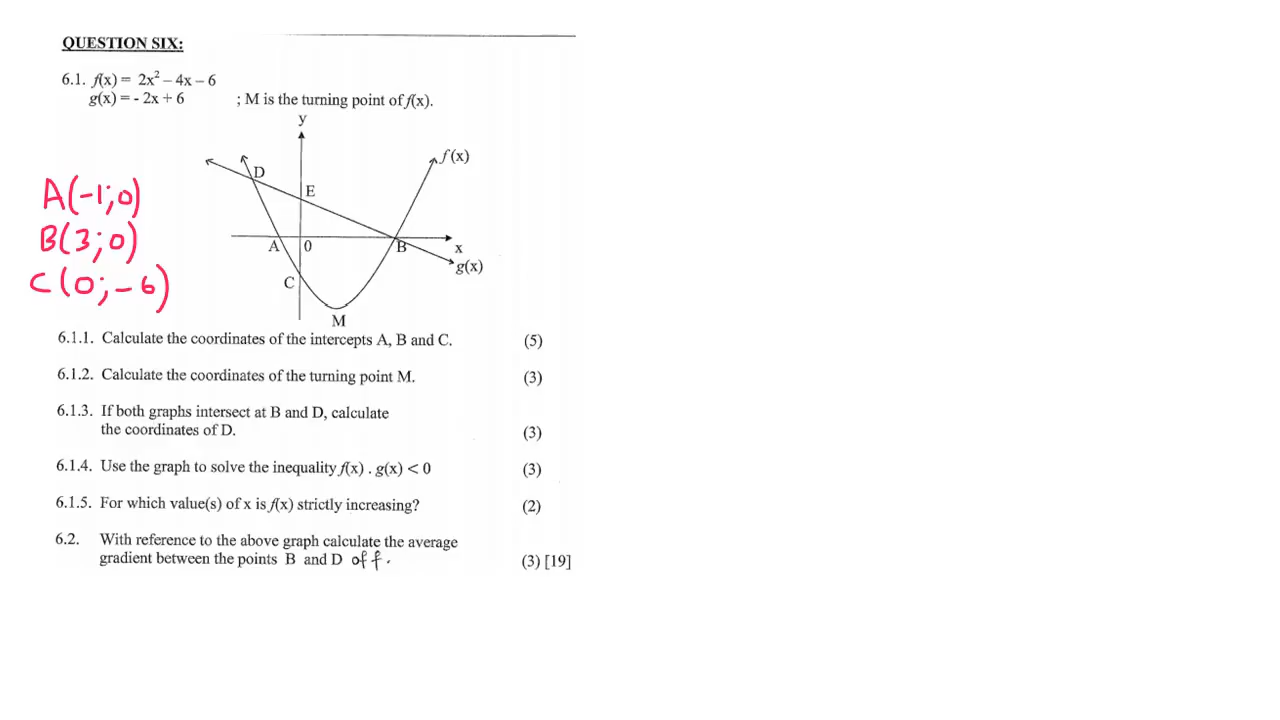 QUESTION SIX:
6.1. f(x) = 2x² – 4x – 6
g(x) = - 2x + 6 ; M is the turning point of f(x).
y
f(x)
D
E
A(-1;0)
B(3;0)
C(0;-6)
A 0 B x
g(x)
C
M
6.1.1. Calculate the coordinates of the intercepts A, B and C. (5)
6.1.2. Calculate the coordinates of the turning point M. (3)
6.1.3. If both graphs intersect at B and D, calculate
the coordinates of D. (3)
6.1.4. Use the graph to solve the inequality f(x) . g(x) < 0 (3)
6.1.5. For which value(s) of x is f(x) strictly increasing? (2)
6.2. With reference to the above graph calculate the average
gradient between the points B and D of f. (3) [19]